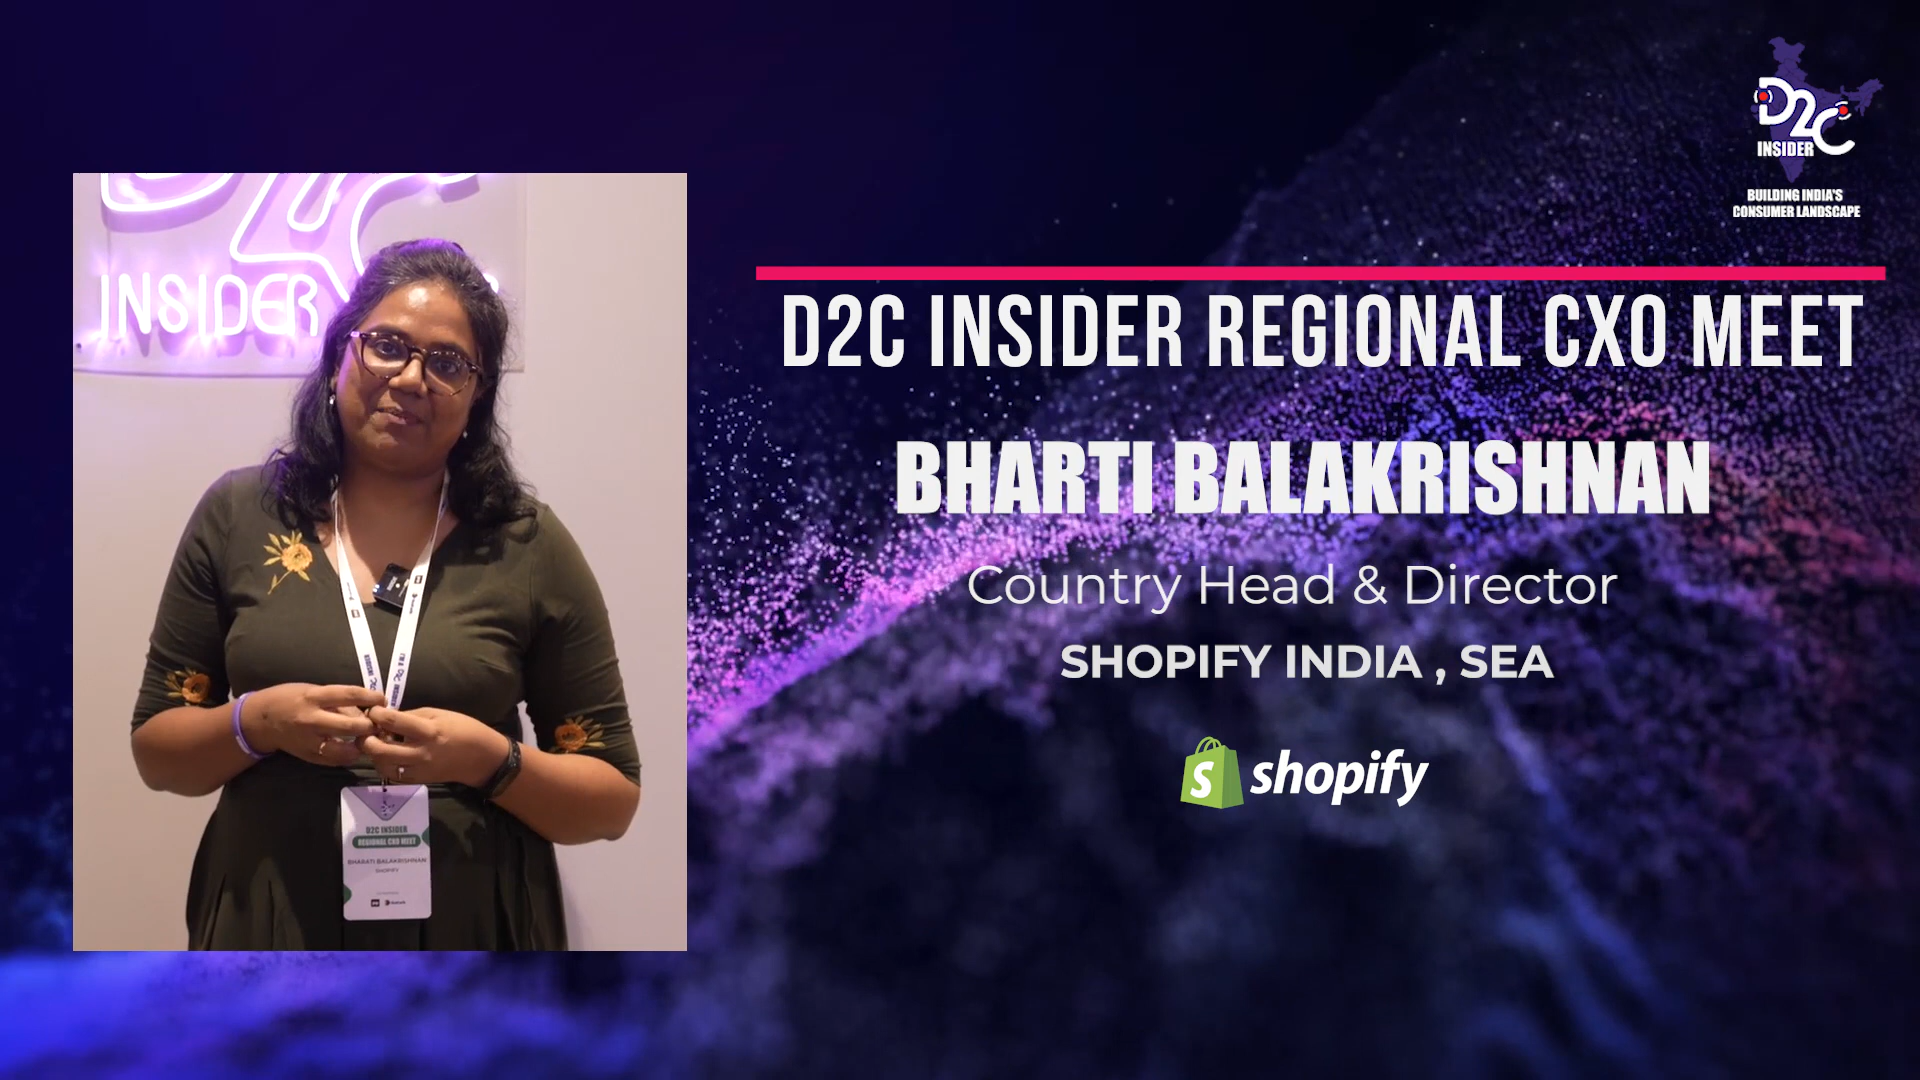 D2C
INSIDER
BUILDING INDIA'S
CONSUMER LANDSCAPE
INSIDER
D2C INSIDER REGIONAL CXO MEET
BHARTI BALAKRISHNAN
Country Head & Director
SHOPIFY INDIA , SEA
shopify
D2C INSIDER
REGIONAL CXO MEET
BHARATI BALAKRISHNAN
SHOPIFY